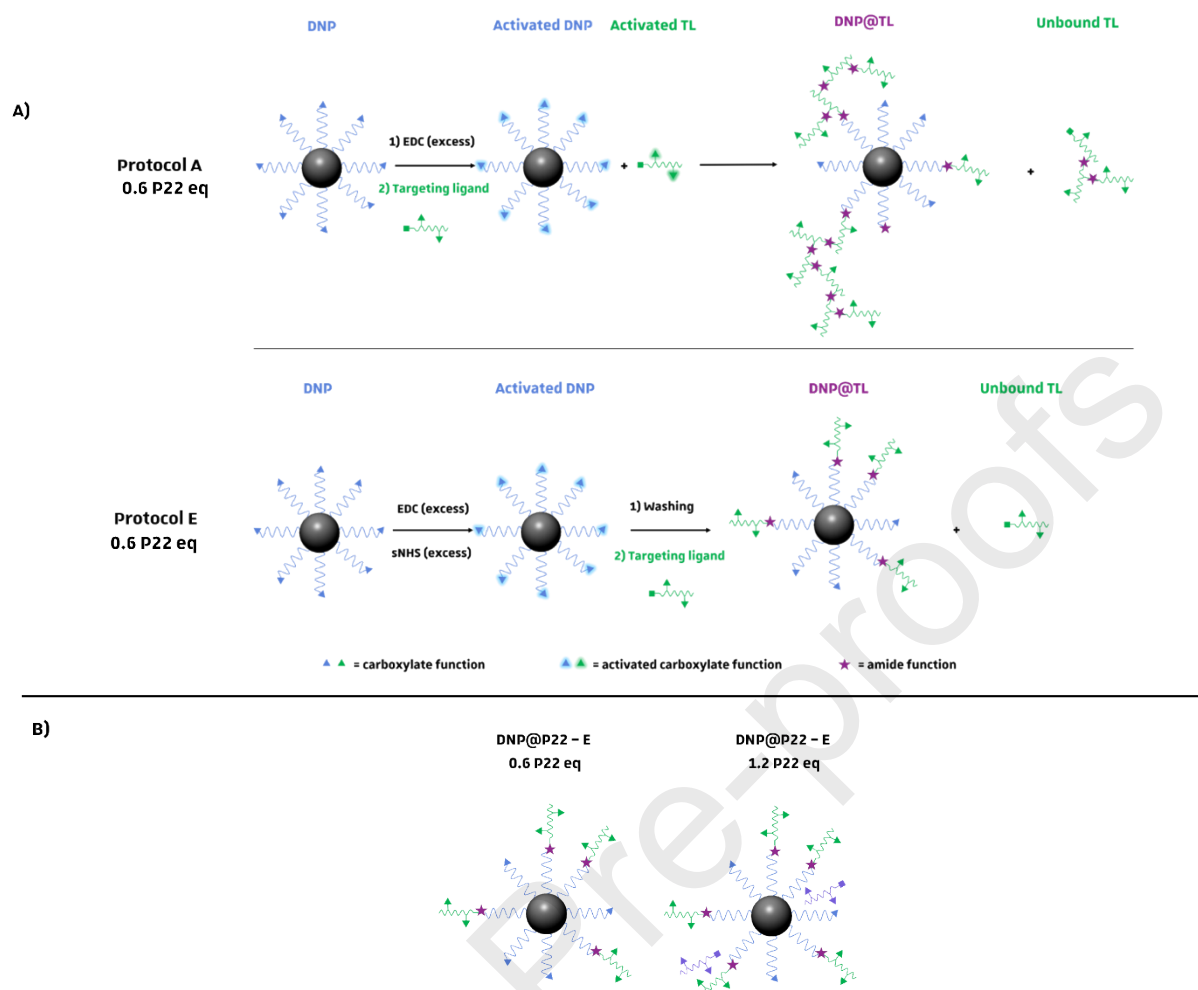 DNP
Activated DNP
Activated TL
DNP@TL
Unbound TL
A)
Protocol A
0.6 P22 eq
1) EDC (excess)
2) Targeting ligand
+
+
DNP
Activated DNP
DNP@TL
Unbound TL
Protocol E
0.6 P22 eq
EDC (excess)
sNHS (excess)
1) Washing
2) Targeting ligand
+
= carboxylate function
= activated carboxylate function
= amide function
B)
DNP@P22 – E
0.6 P22 eq
DNP@P22 – E
1.2 P22 eq
Pre-proofs